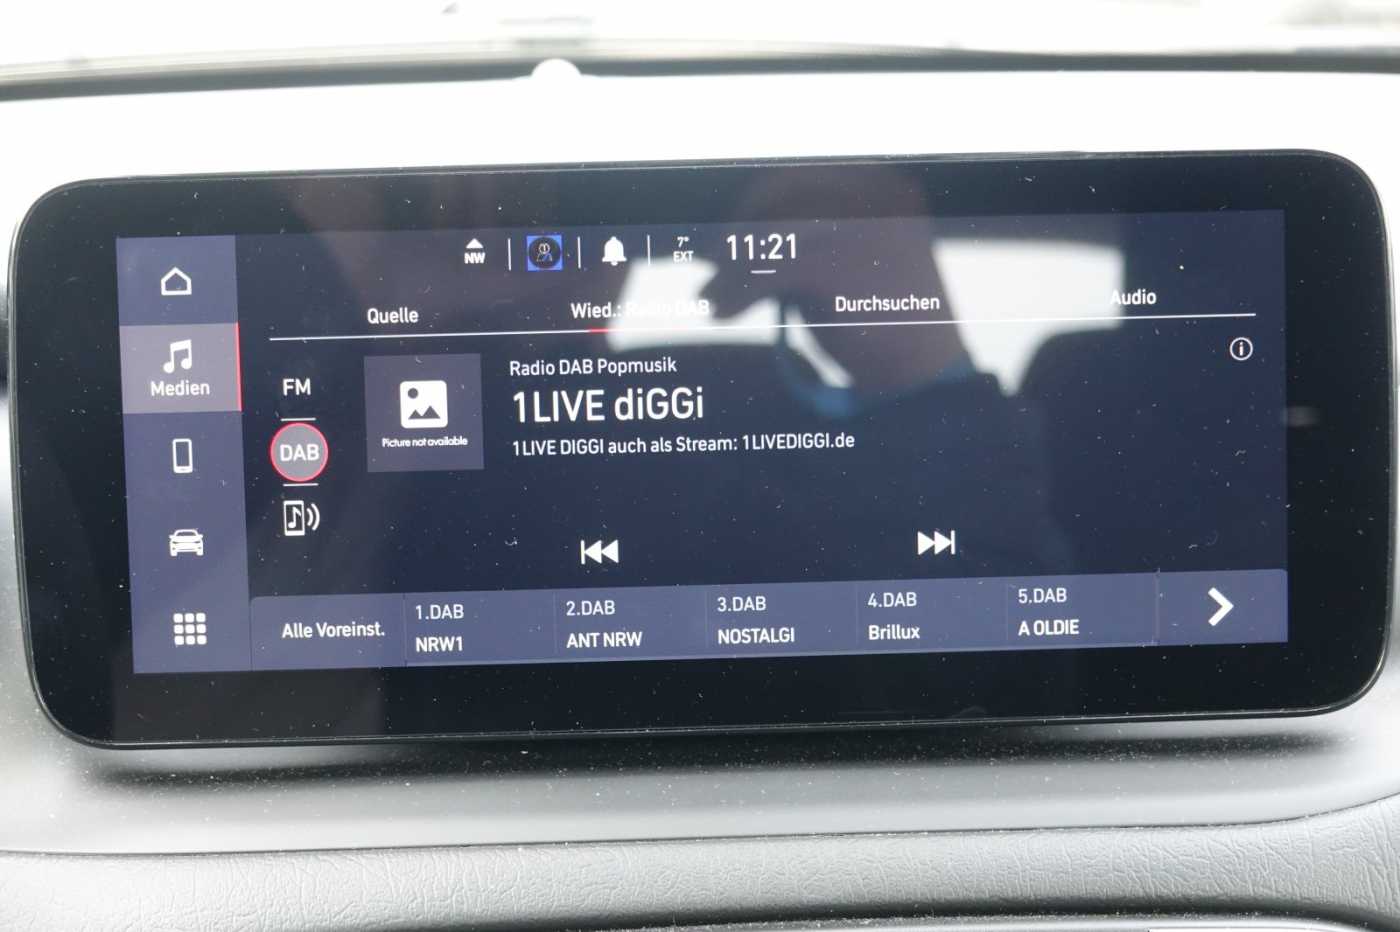 NW
7°
EXT
11:21
Quelle
Wied.: Radio DAB
Durchsuchen
Audio
Medien
FM
DAB
Picture not available
Radio DAB Popmusik
1LIVE diGGi
1LIVE DIGGI auch als Stream: 1LIVEDIGGI.de
Alle Voreinst.
1.DAB
NRW1
2.DAB
ANT NRW
3.DAB
NOSTALGI
4.DAB
Brillux
5.DAB
A OLDIE